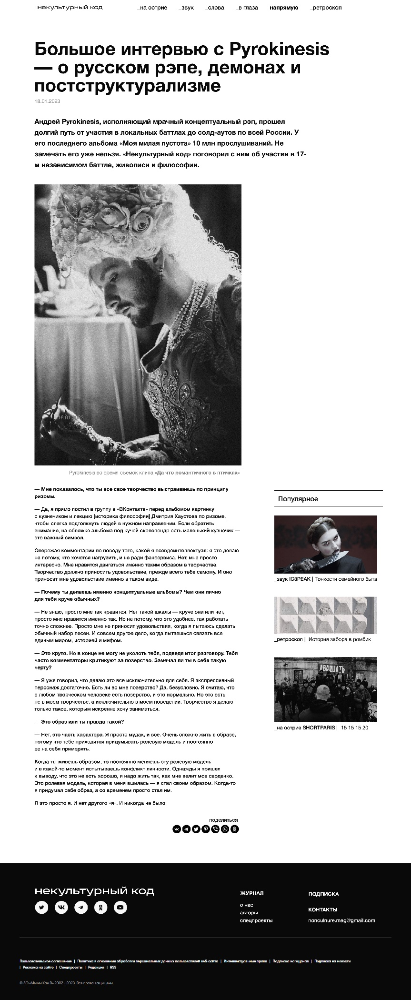 некультурный код
_на острие _звук _слова _в глаза напрямую _ретроскоп
Большое интервью с Pyrokinesis
— о русском рэпе, демонах и
постструктурализме
18.01.2023
Андрей Pyrokinesis, исполняющий мрачный концептуальный рэп, прошел
долгий путь от участия в локальных баттлах до солд-аутов по всей России. У
его последнего альбома «Моя милая пустота» 10 млн прослушиваний. Не
замечать его уже нельзя. «Некультурный код» поговорил с ним об участии в 17-
м независимом баттле, живописи и философии.
18.01.2023
Pyrokinesis во время съемок клипа «Да что романтичного в птичках»
— Мне показалось, что ты все свое творчество выстраиваешь по принципу
ризомы.
— Да, я прямо постил в группу в «ВКонтакте» перед альбомом картинку
с кузнечиком и лекцию [историка философии] Дмитрия Хаустова по ризоме,
чтобы слегка подтолкнуть людей в нужном направлении. Если обратить
внимание, на обложке альбома под кучей сколопендр есть маленький кузнечик —
это важный символ.
Опережая комментарии по поводу того, какой я псевдоинтеллектуал: я это делаю
не потому, что хочется нагрузить, и не ради фансервиса. Нет, мне просто
интересно. Мне нравится двигаться именно таким образом в творчестве.
Творчество должно приносить удовольствие, прежде всего тебе самому. И оно
приносит мне удовольствие именно в таком виде.
— Почему ты делаешь именно концептуальные альбомы? Чем они лично
для тебя круче обычных?
— Не знаю, просто мне так нравится. Нет такой шкалы — круче они или нет,
просто мне нравится именно так. Но не потому, что это удобнее, так работать
точно сложнее. Просто мне не приносит удовольствия, когда я пытаюсь сделать
обычный набор песен. И совсем другое дело, когда пытаешься связать все
единым миром, историей и мифом.
— Это круто. Но в конце не могу не уколоть тебя, подведя итог разговору. Тебя
часто комментаторы критикуют за позерство. Замечал ли ты в себе такую
черту?
— Я уже говорил, что делаю это все исключительно для себя. Я экспрессивный
персонаж достаточно. Есть ли во мне позерство? Да, безусловно. Я считаю, что
в любом творческом человеке есть позерство, и это нормально. Но это есть
не в моем творчестве, а исключительно в моем поведении. Творчество я делаю
только такое, которым искренне хочу заниматься.
— Это образ или ты правда такой?
— Нет, это часть характера. Я просто мудак, и все. Очень сложно жить в образе,
потому что тебе приходится придумывать ролевую модель и постоянно
ее на себя примерять.
Когда ты живешь образом, то постоянно меняешь эту ролевую модель
и в какой-то момент испытываешь конфликт личности. Однажды я пришел
к выводу, что это не есть хорошо, и надо жить так, как мне велит мое сердечко.
Это ролевая модель, которая в меня вшилась — я стал своим образом. Когда-то
я придумал себе образ, а со временем просто стал им.
Я это просто я. И нет другого «я». И никогда не было.
поделиться
Популярное
_звук IC3PEAK | Тонкости семейного быта
_ретроскоп | История забора в ромбик
ДВАДЦАТЬ
_на острие SHORTPARIS | 15 15 15 20
некультурный код
ЖУРНАЛ
о нас
авторы
спецпроекты
ПОДПИСКА
КОНТАКТЫ
nonculnure.mag@gmail.com
Пользовательское соглашение | Политика в отношении обработки персональных данных пользователей веб-сайта | Интеллектуальные права | Подписка на журнал | Подписка на новости
| Реклама на сайте | Спецпроекты | Редакция | RSS
© АО «Мммм Кан В» 2002 - 2023. Все права защищены.